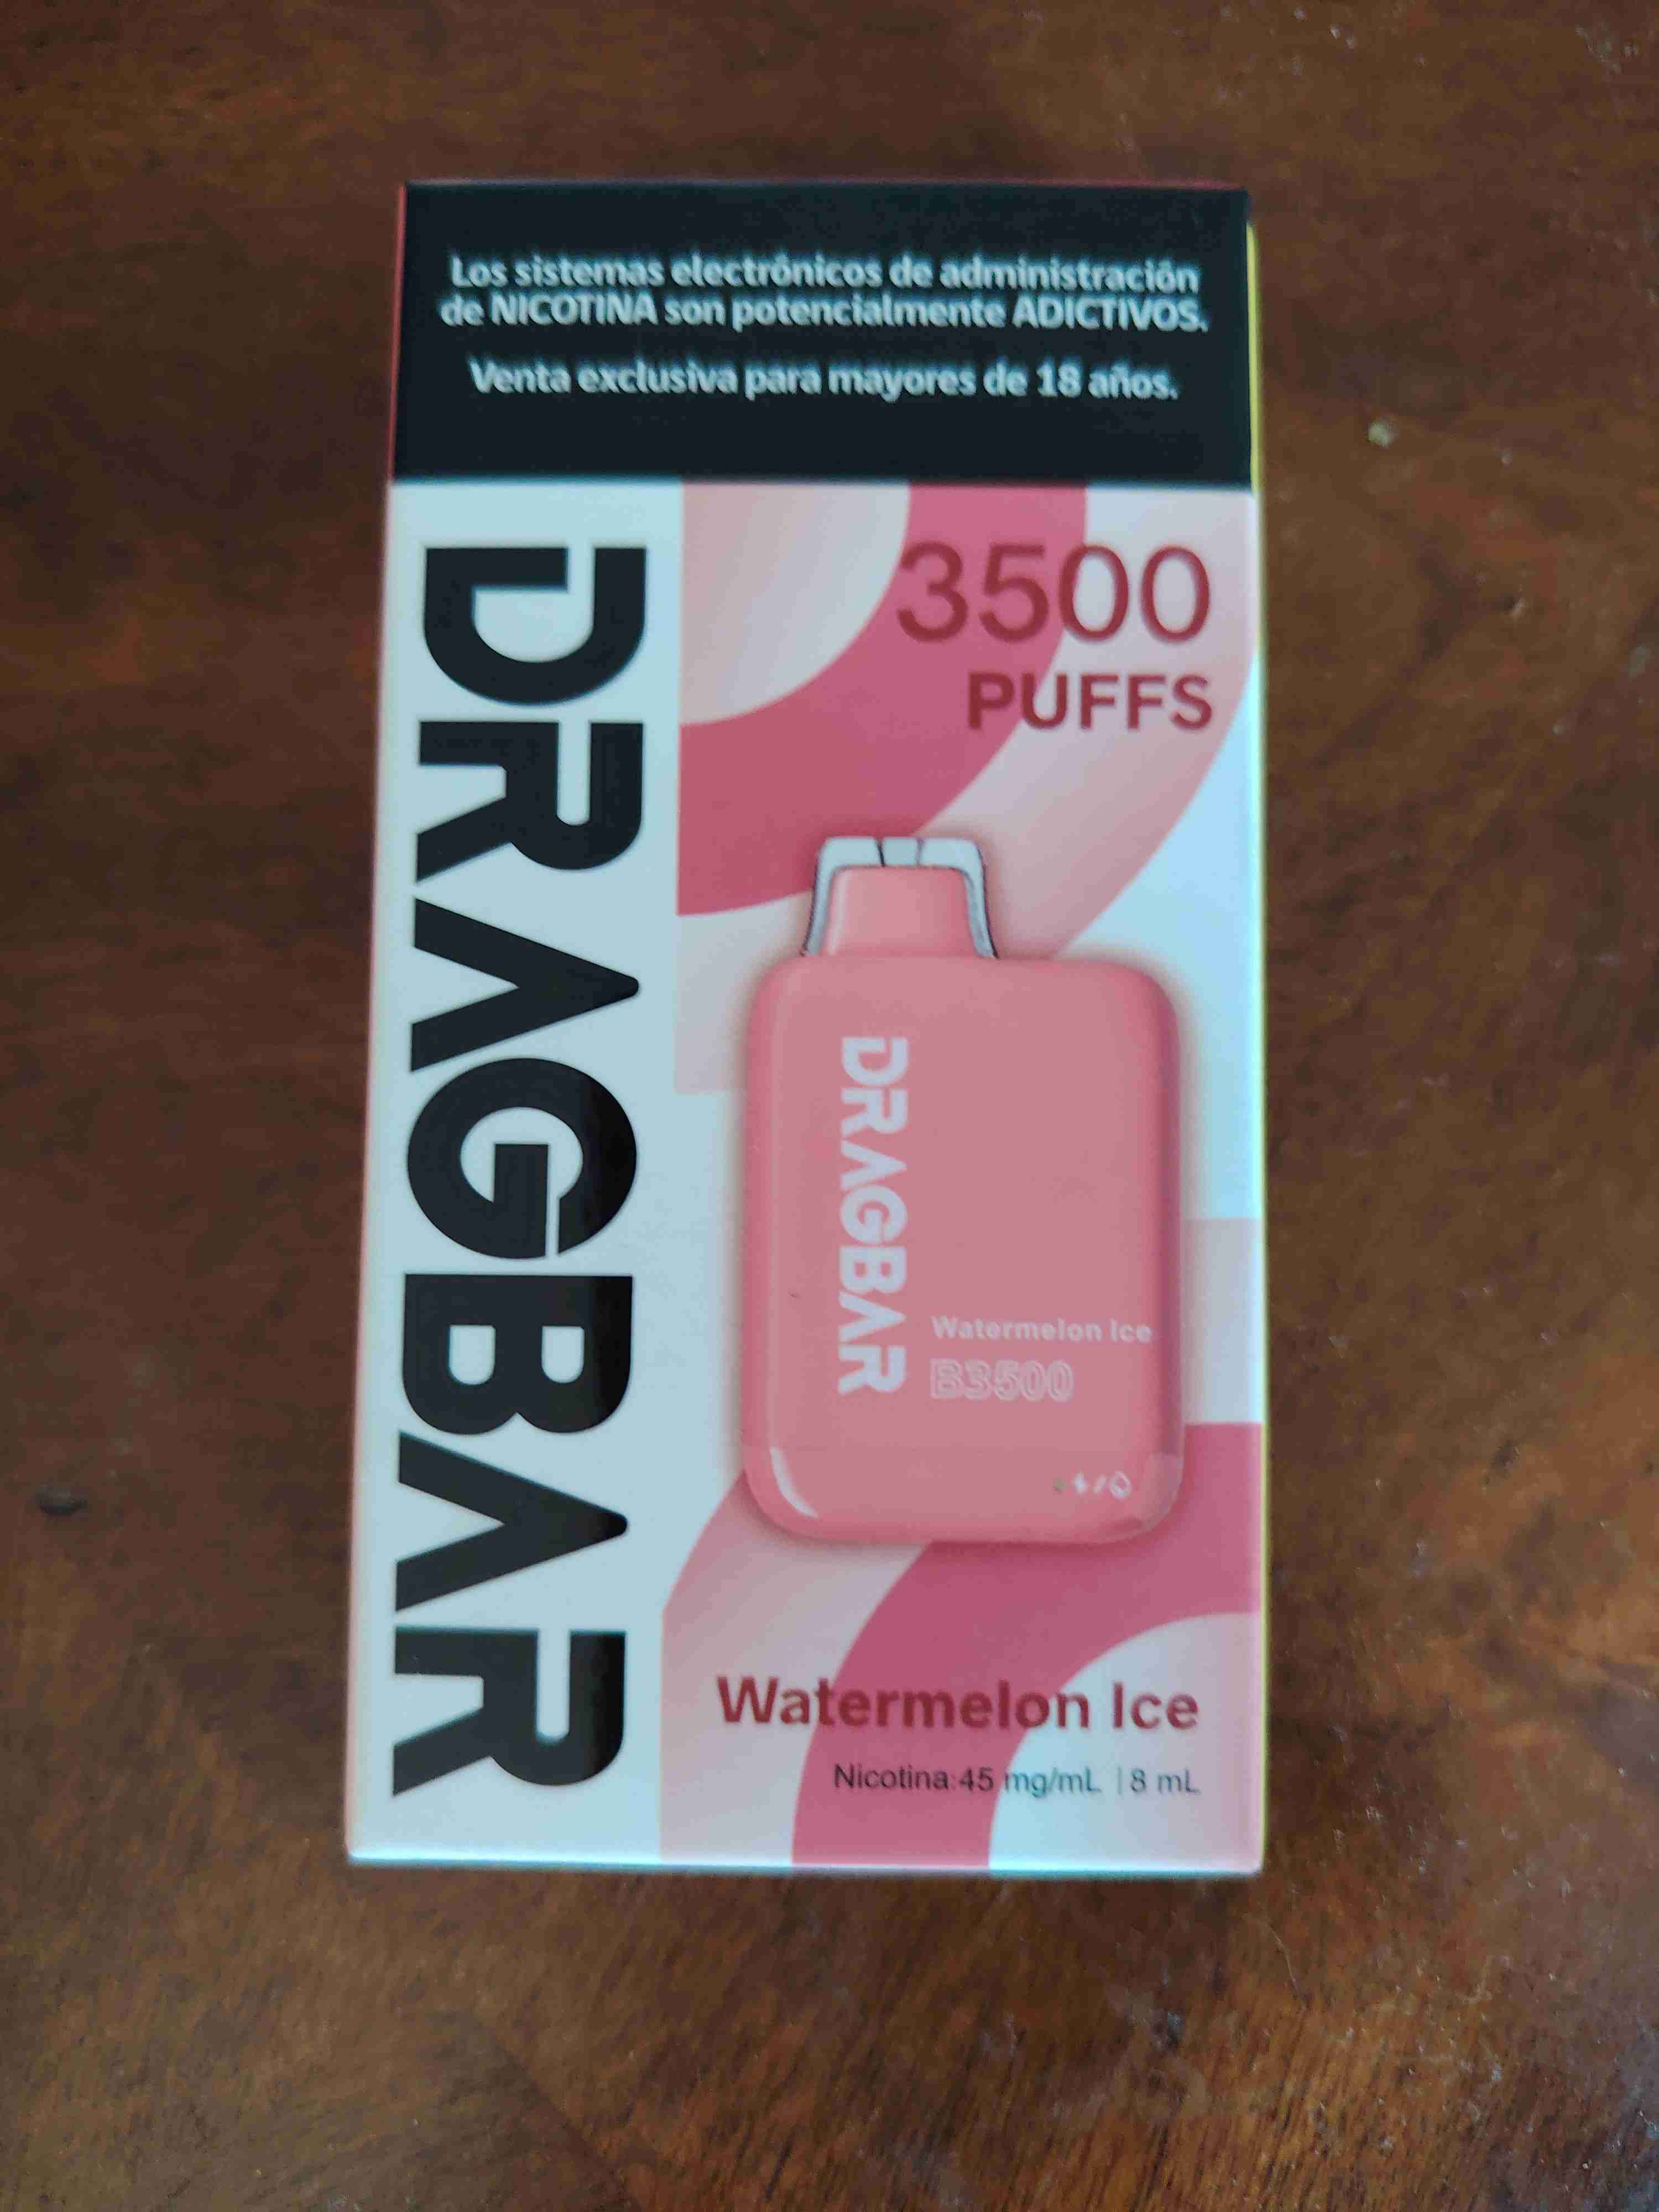 Los sistemas electrónicos de administración
de NICOTINA son potencialmente ADICTIVOS.
Venta exclusiva para mayores de 18 años.
DRAGBAR
3500
PUFFS
DRAGBAR
Watermelon Ice
B3500
Watermelon Ice
Nicotina:45 mg/mL | 8 mL